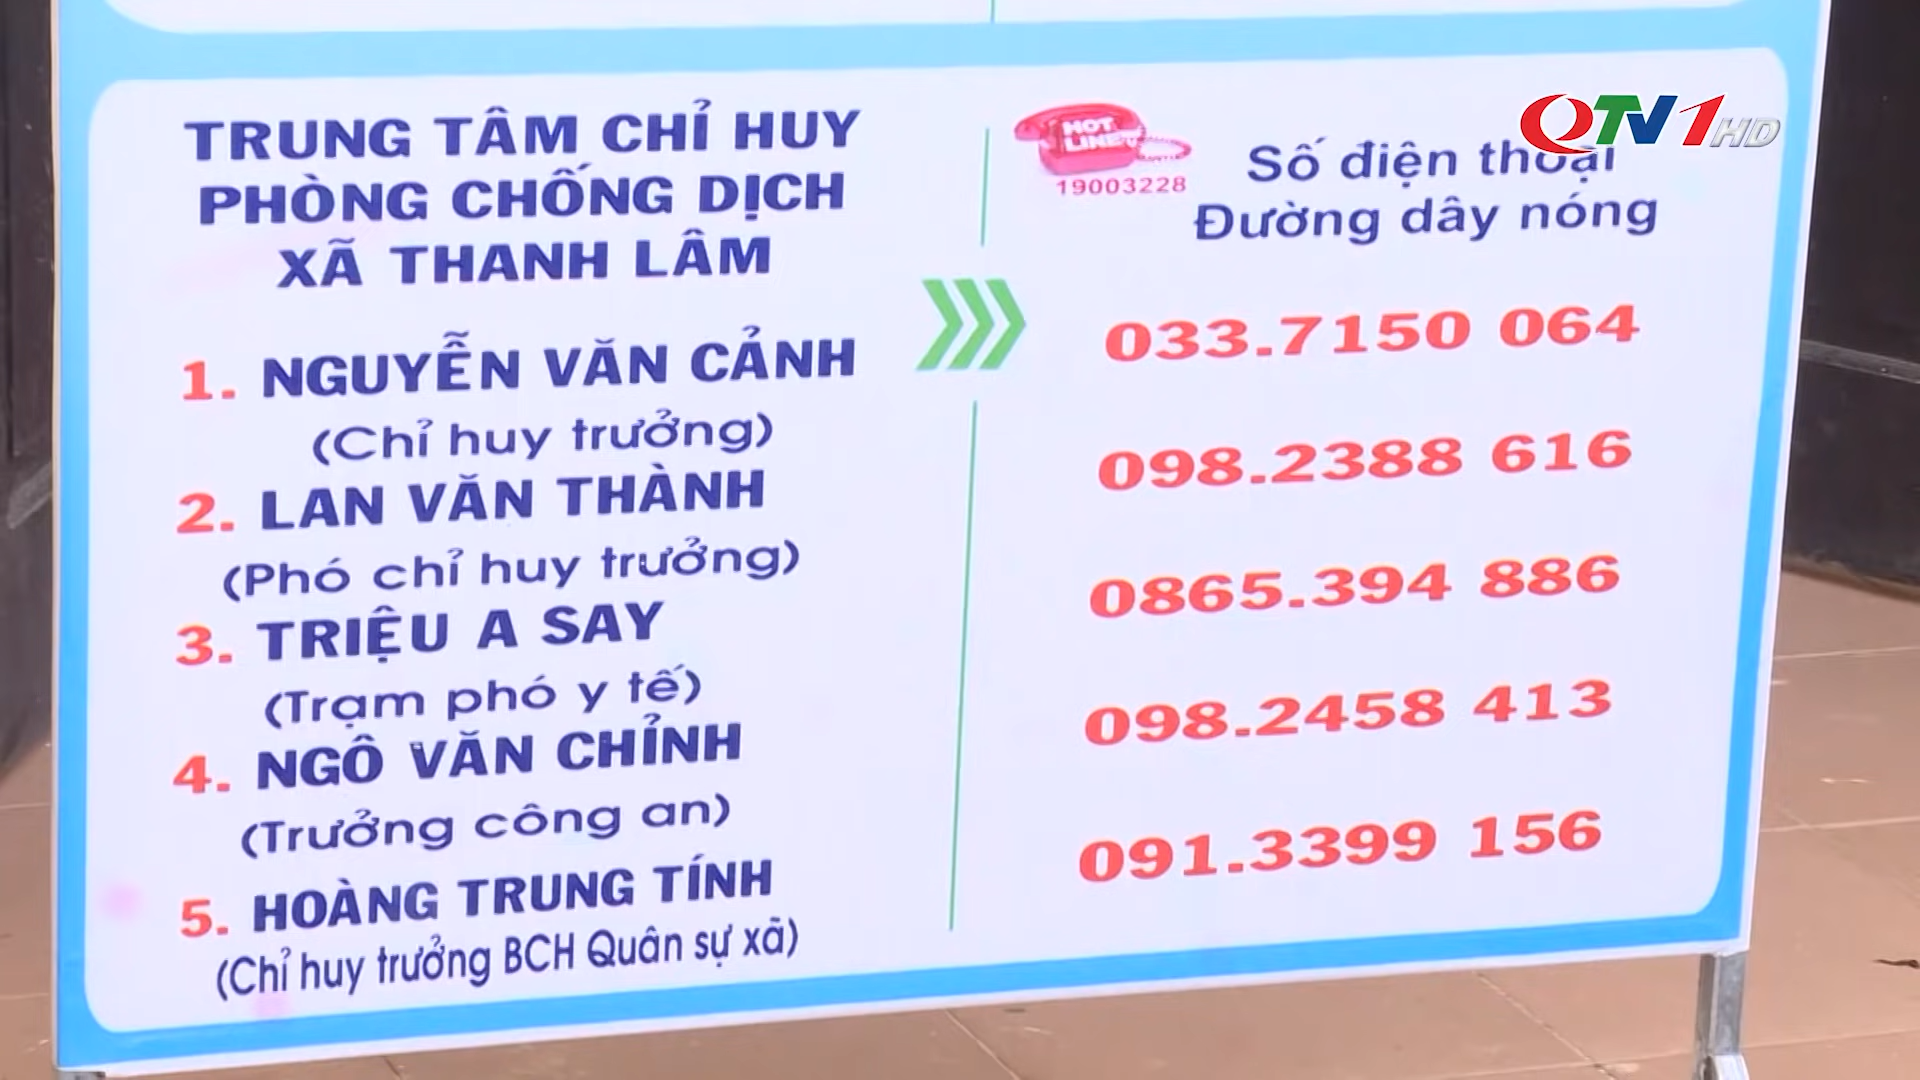 TRUNG TÂM CHỈ HUY
PHÒNG CHỐNG DỊCH
XÃ THANH LÂM
1. NGUYỄN VĂN CẢNH
(Chỉ huy trưởng)
2. LAN VĂN THÀNH
(Phó chỉ huy trưởng)
3. TRIỆU A SAY
(Trạm phó y tế)
4. NGÔ VĂN CHỈNH
(Trưởng công an)
5. HOÀNG TRUNG TÍNH
(Chỉ huy trưởng BCH Quân sự xã)
HOT
LINE
19003228
Số điện thoại
Đường dây nóng
033.7150 064
098.2388 616
0865.394 886
098.2458 413
091.3399 156
QTV1HD